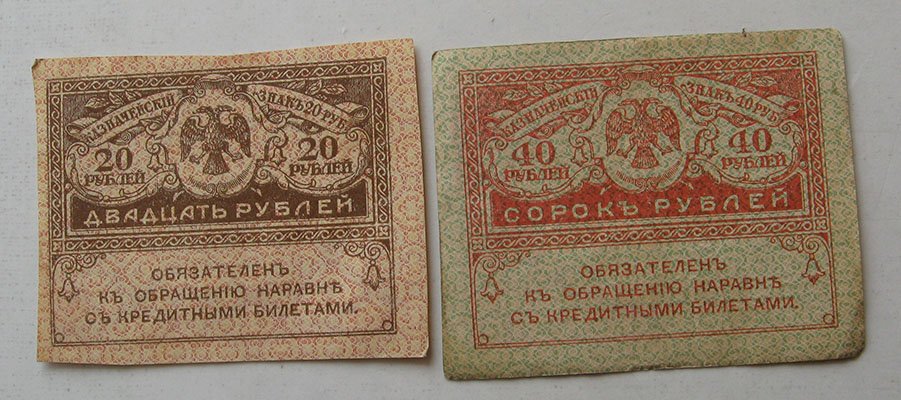 КАЗНАЧЕЙСКІЙ ЗНАКЪ 20 РУБ.
20 РУБЛЕЙ
20 РУБЛЕЙ
ДВАДЦАТЬ РУБЛЕЙ
ОБЯЗАТЕЛЕНЪ
КЪ ОБРАЩЕНІЮ НАРАВНѢ
СЪ КРЕДИТНЫМИ БИЛЕТАМИ.
КАЗНАЧЕЙСКІЙ ЗНАКЪ 40 РУБ.
40 РУБЛЕЙ
40 РУБЛЕЙ
СОРОКЪ РУБЛЕЙ
ОБЯЗАТЕЛЕНЪ
КЪ ОБРАЩЕНІЮ НАРАВНѢ
СЪ КРЕДИТНЫМИ БИЛЕТАМИ.